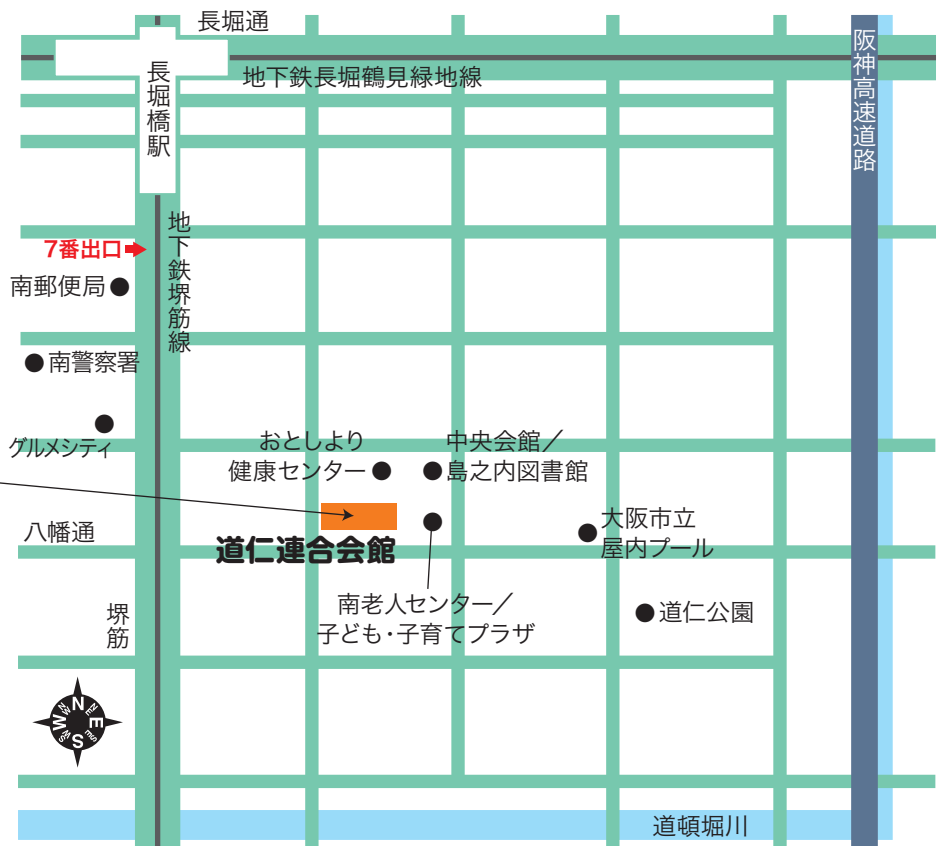 長堀通
長堀橋駅
地下鉄長堀鶴見緑地線
阪神高速道路
地下鉄堺筋線
7番出口
南郵便局
南警察署
グルメシティ
おとしより
健康センター
中央会館/
島之内図書館
八幡通
道仁連合会館
大阪市立
屋内プール
堺筋
南老人センター/
子ども・子育てプラザ
道仁公園
N
NW
NE
W
E
SW
SE
S
道頓堀川